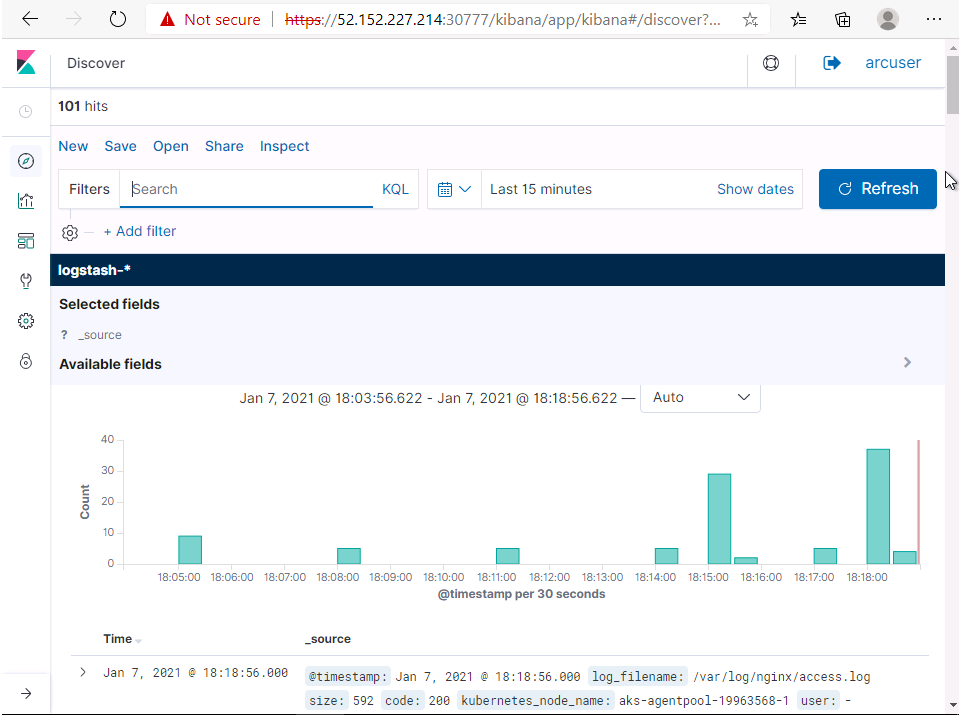 Not secure | https://52.152.227.214:30777/kibana/app/kibana#/discover?...
Discover
arcuser
101 hits
New Save Open Share Inspect
Filters Search KQL Last 15 minutes Show dates Refresh
+ Add filter
logstash-*
Selected fields
? _source
Available fields
Jan 7, 2021 @ 18:03:56.622 - Jan 7, 2021 @ 18:18:56.622 — Auto
40
30
20
10
0
Count
18:05:00 18:06:00 18:07:00 18:08:00 18:09:00 18:10:00 18:11:00 18:12:00 18:13:00 18:14:00 18:15:00 18:16:00 18:17:00 18:18:00
@timestamp per 30 seconds
Time _source
Jan 7, 2021 @ 18:18:56.000 @timestamp: Jan 7, 2021 @ 18:18:56.000 log_filename: /var/log/nginx/access.log
size: 592 code: 200 kubernetes_node_name: aks-agentpool-19963568-1 user: -